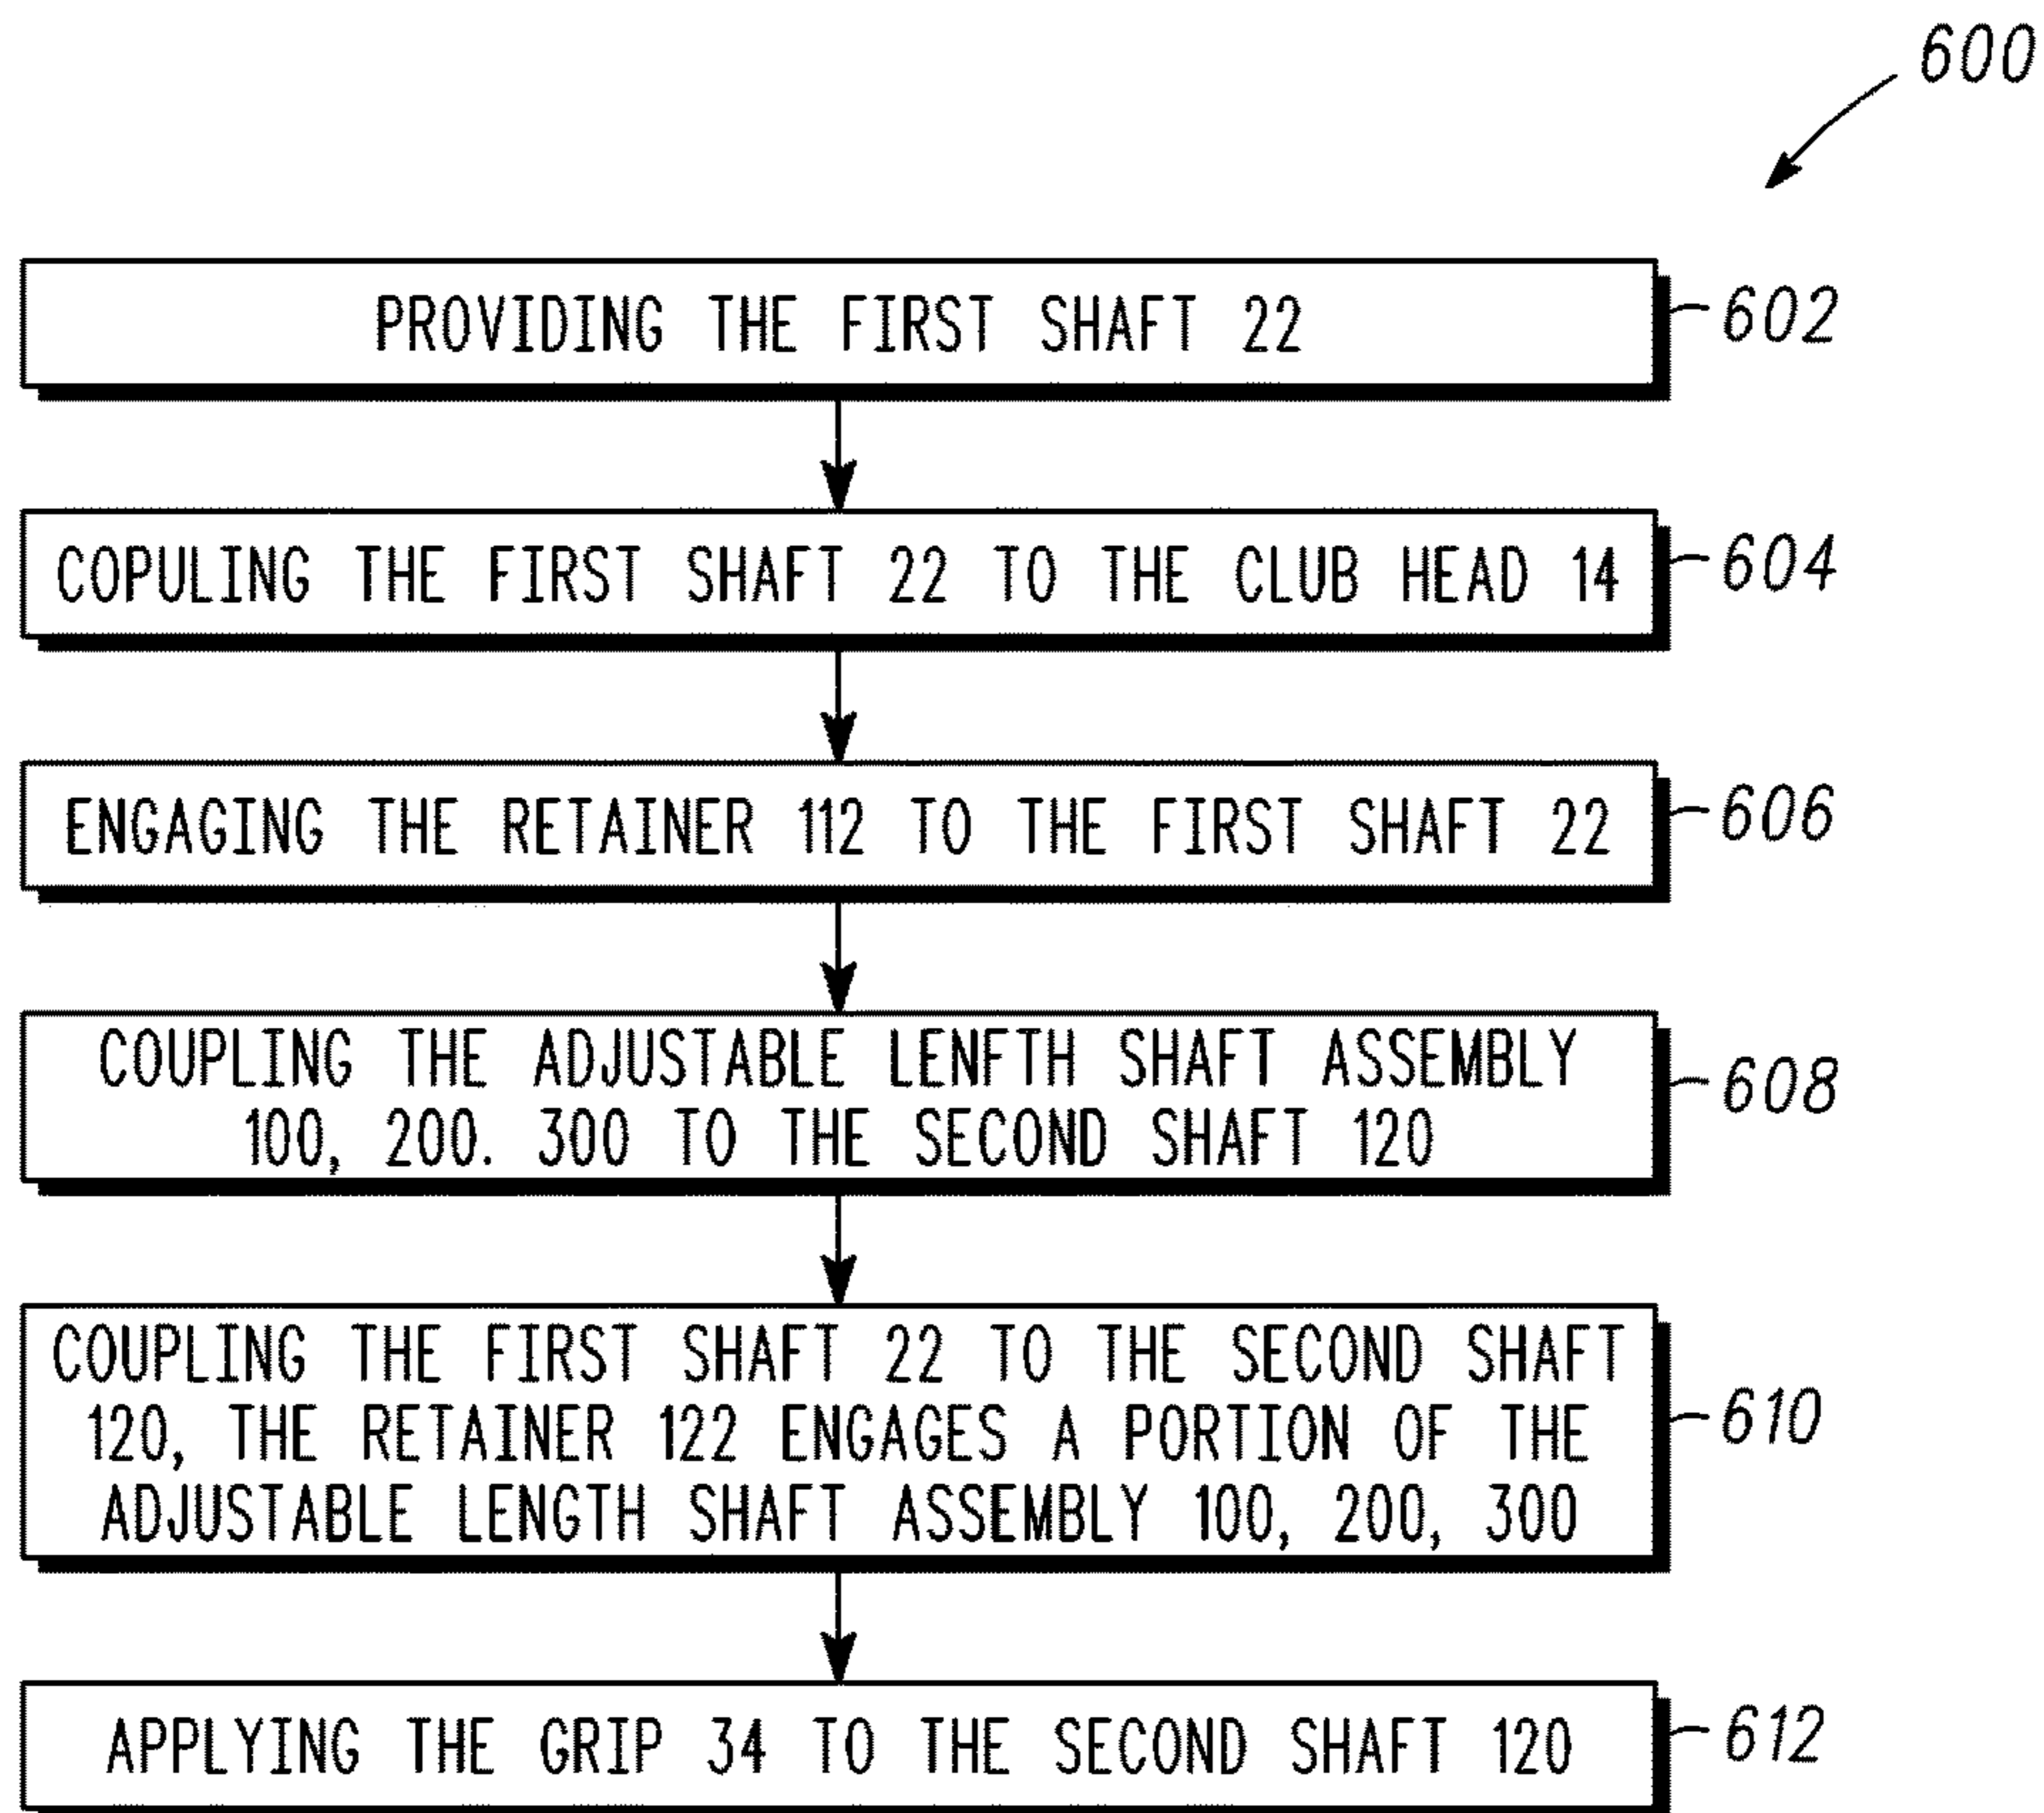 600
PROVIDING THE FIRST SHAFT 22
602
COPULING THE FIRST SHAFT 22 TO THE CLUB HEAD 14
604
ENGAGING THE RETAINER 112 TO THE FIRST SHAFT 22
606
COUPLING THE ADJUSTABLE LENFTH SHAFT ASSEMBLY
100, 200. 300 TO THE SECOND SHAFT 120
608
COUPLING THE FIRST SHAFT 22 TO THE SECOND SHAFT
120, THE RETAINER 122 ENGAGES A PORTION OF THE
ADJUSTABLE LENGTH SHAFT ASSEMBLY 100, 200, 300
610
APPLYING THE GRIP 34 TO THE SECOND SHAFT 120
612